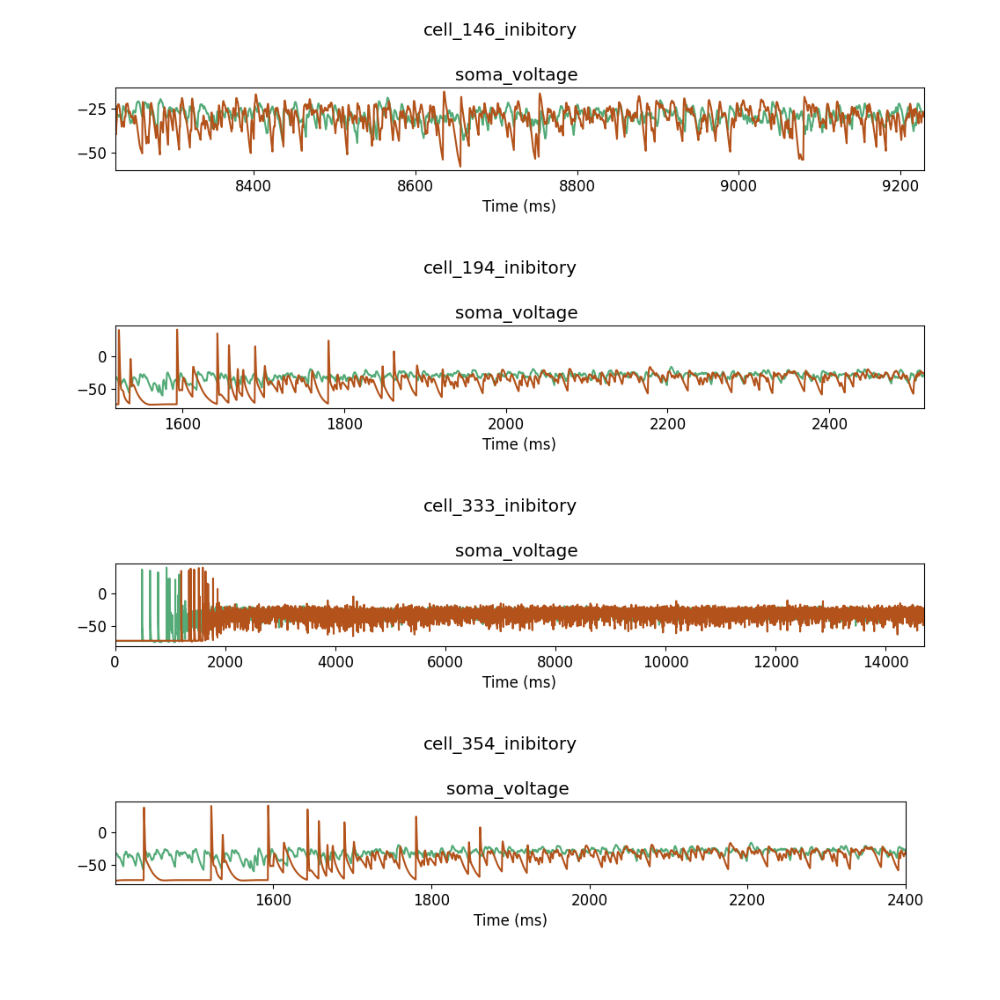 cell_146_inibitory
soma_voltage
−25
−50
8400 8600 8800 9000 9200
Time (ms)
cell_194_inibitory
soma_voltage
0
−50
1600 1800 2000 2200 2400
Time (ms)
cell_333_inibitory
soma_voltage
0
−50
0 2000 4000 6000 8000 10000 12000 14000
Time (ms)
cell_354_inibitory
soma_voltage
0
−50
1600 1800 2000 2200 2400
Time (ms)